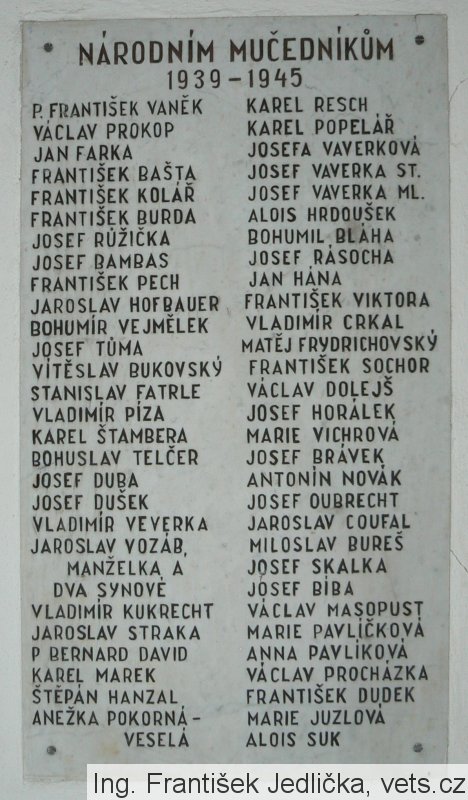 NÁRODNÍM MUČEDNÍKŮM
1939-1945
P. FRANTIŠEK VANĚK
VÁCLAV PROKOP
JAN FARKA
FRANTIŠEK BAŠTA
FRANTIŠEK KOLÁŘ
FRANTIŠEK BURDA
JOSEF RŮŽIČKA
JOSEF BAMBAS
FRANTIŠEK PECH
JAROSLAV HOFBAUER
BOHUMÍR VEJMĚLEK
JOSEF TŮMA
VÍTĚSLAV BUKOVSKÝ
STANISLAV FATRLE
VLADIMÍR PÍZA
KAREL ŠTAMBERA
BOHUSLAV TELČER
JOSEF DUBA
JOSEF DUŠEK
VLADIMÍR VEVERKA
JAROSLAV VOZÁB,
MANŽELKA A
DVA SYNOVÉ
VLADIMÍR KUKRECHT
JAROSLAV STRAKA
P BERNARD DAVID
KAREL MAREK
ŠTĚPÁN HANZAL
ANEŽKA POKORNÁ-
VESELÁ
KAREL RESCH
KAREL POPELÁŘ
JOSEFA VAVERKOVÁ
JOSEF VAVERKA ST.
JOSEF VAVERKA ML.
ALOIS HRDOUŠEK
BOHUMIL BLÁHA
JOSEF RÁSOCHA
JAN HÁNA
FRANTIŠEK VIKTORA
VLADIMÍR CRKAL
MATĚJ FRYDRICHOVSKÝ
FRANTIŠEK SOCHOR
VÁCLAV DOLEJŠ
JOSEF HORÁLEK
MARIE VICHROVÁ
JOSEF BRÁVEK
ANTONÍN NOVÁK
JOSEF OUBRECHT
JAROSLAV COUFAL
MILOSLAV BUREŠ
JOSEF SKALKA
JOSEF BÍBA
VÁCLAV MASOPUST
MARIE PAVLÍČKOVÁ
ANNA PAVLÍKOVÁ
VÁCLAV PROCHÁZKA
FRANTIŠEK DUDEK
MARIE JUZLOVÁ
ALOIS SUK
Ing. František Jedlička, vets.cz